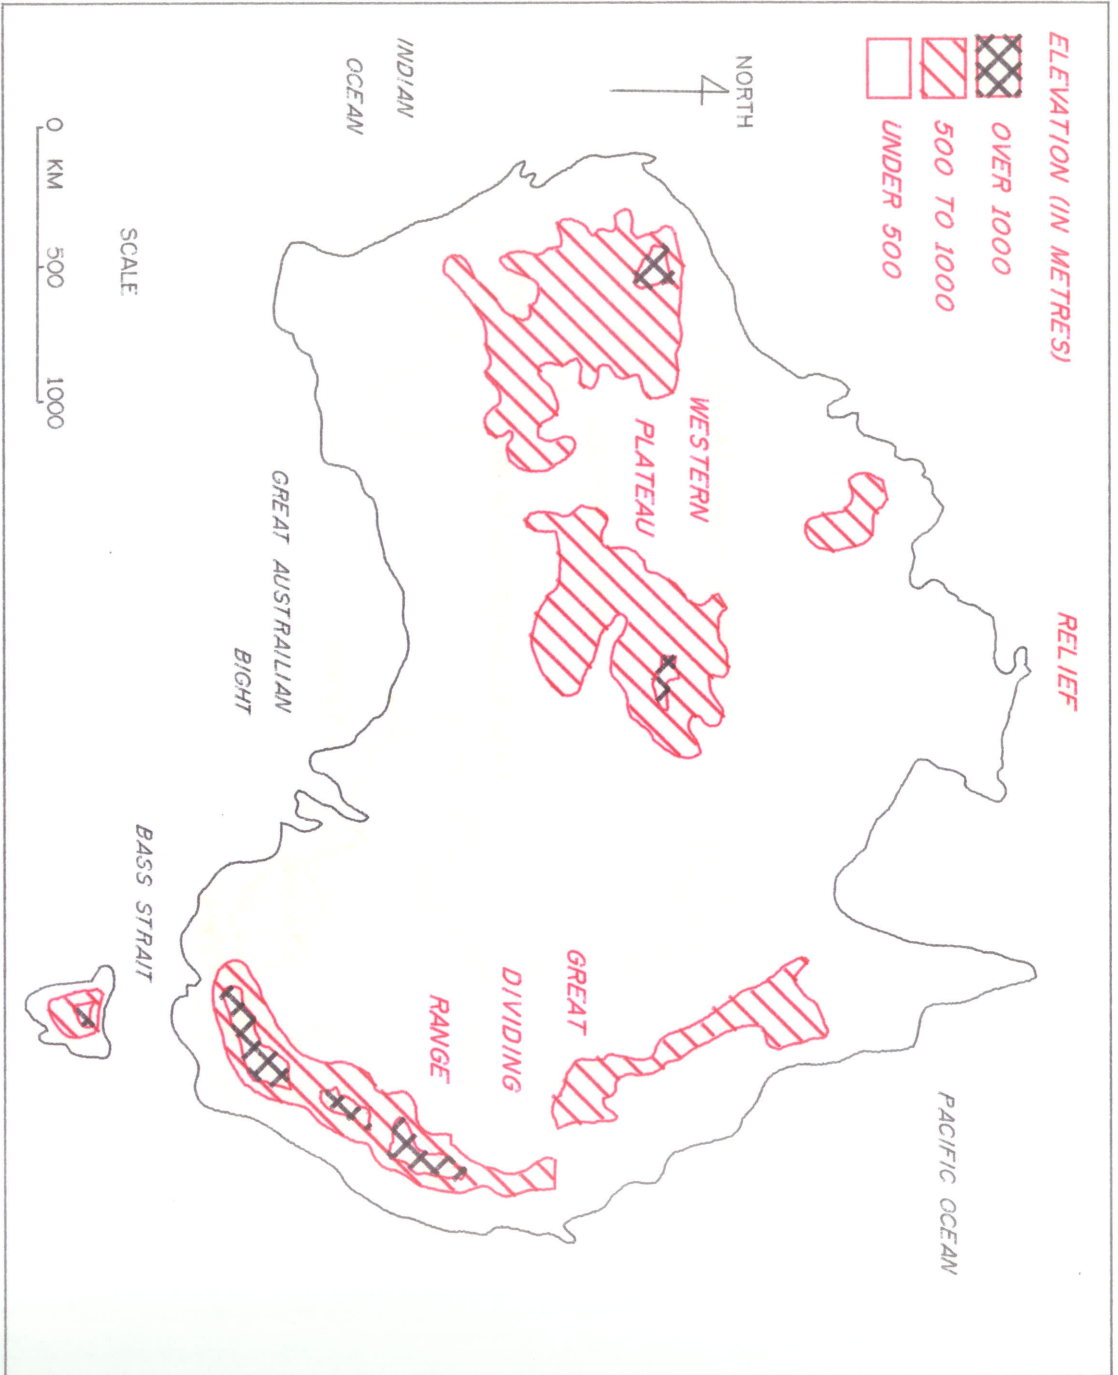 ELEVATION (IN METRES)
OVER 1000
500 TO 1000
UNDER 500
RELIEF
NORTH
INDIAN
OCEAN
WESTERN
PLATEAU
PACIFIC OCEAN
GREAT
DIVIDING
RANGE
GREAT AUSTRAILIAN
BIGHT
BASS STRAIT
SCALE
0 KM 500 1000